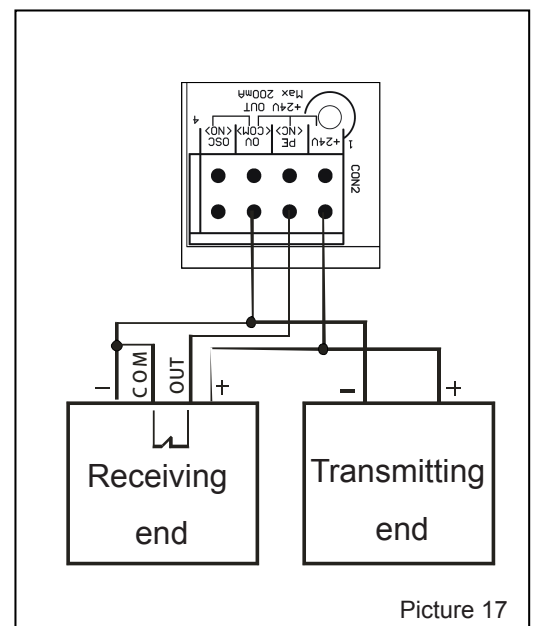 1 +24V PE 0V OSC
<NC> <COM> <NO> 4
+24V OUT
Max 200mA
CON2
− COM OUT +
- +
Receiving
end
Transmitting
end
Picture 17